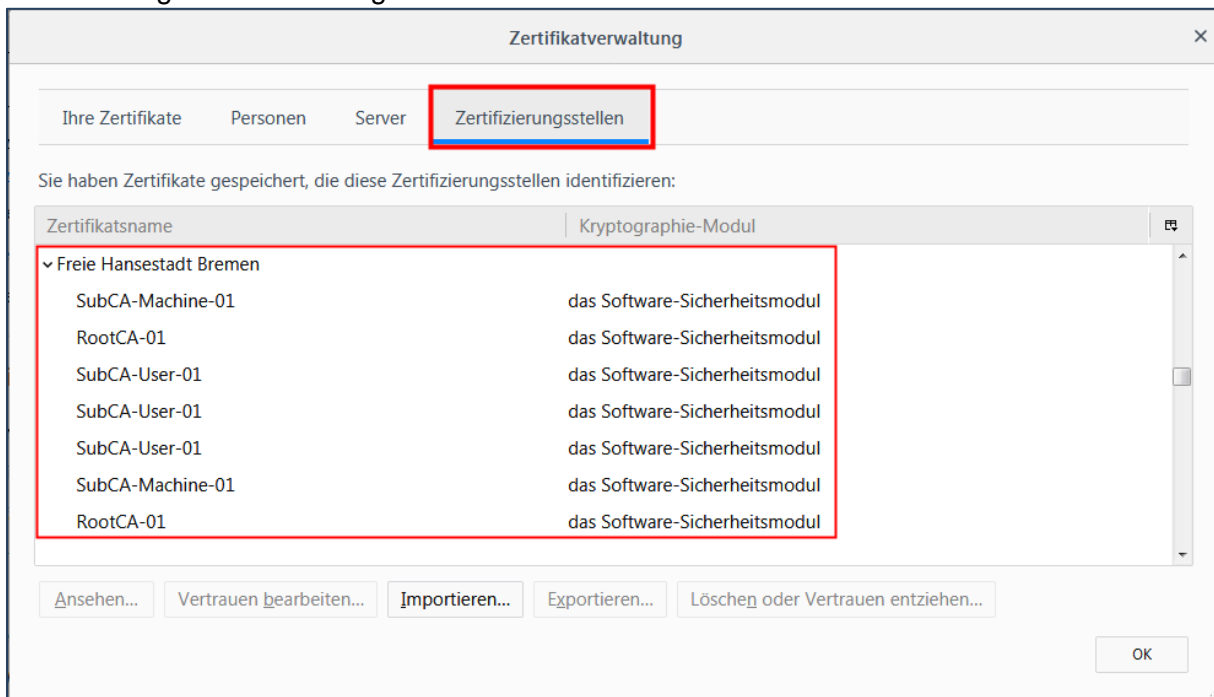 Zertifikatverwaltung
Ihre Zertifikate Personen Server Zertifizierungsstellen
Sie haben Zertifikate gespeichert, die diese Zertifizierungsstellen identifizieren:
Zertifikatsname Kryptographie-Modul
Freie Hansestadt Bremen
SubCA-Machine-01 das Software-Sicherheitsmodul
RootCA-01 das Software-Sicherheitsmodul
SubCA-User-01 das Software-Sicherheitsmodul
SubCA-User-01 das Software-Sicherheitsmodul
SubCA-User-01 das Software-Sicherheitsmodul
SubCA-Machine-01 das Software-Sicherheitsmodul
RootCA-01 das Software-Sicherheitsmodul
Ansehen... Vertrauen bearbeiten... Importieren... Exportieren... Löschen oder Vertrauen entziehen...
OK